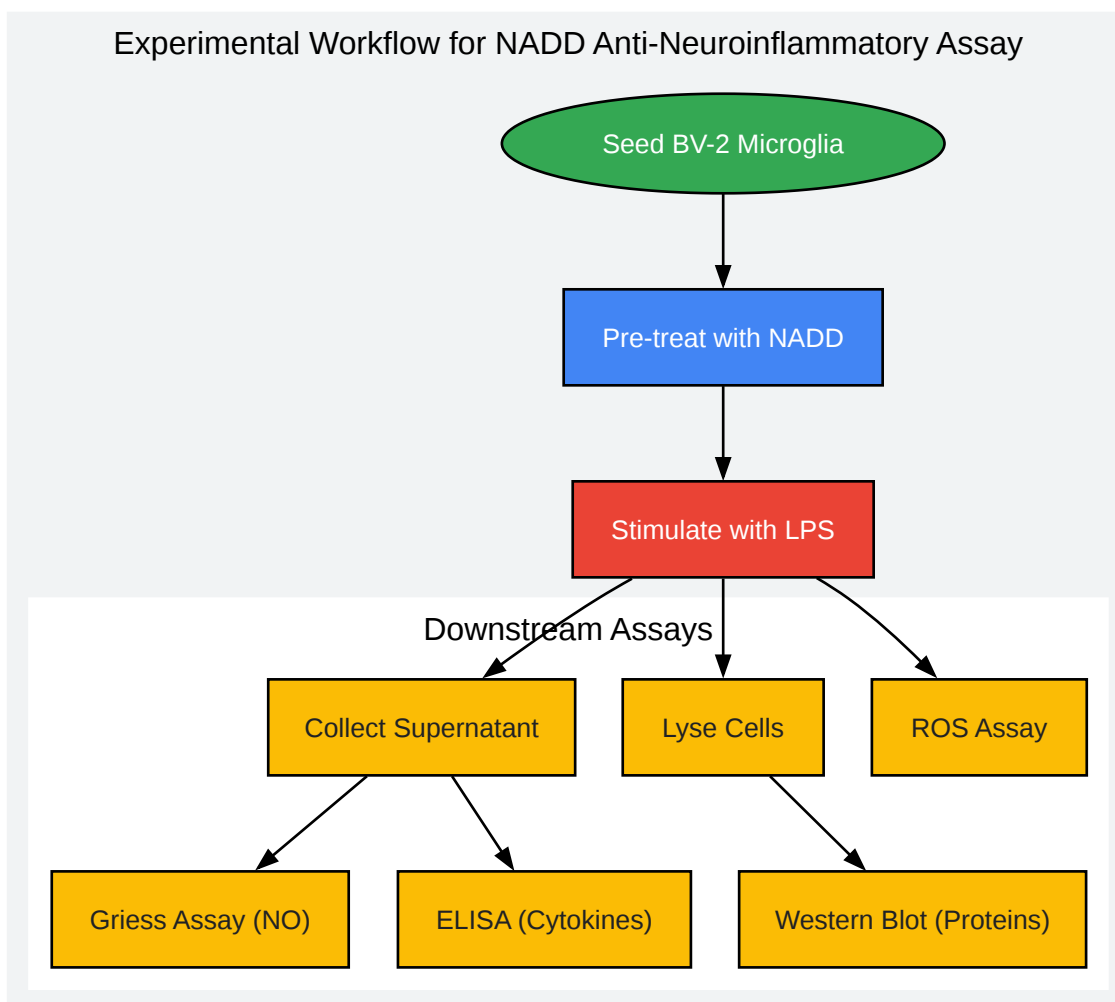 Experimental Workflow for NADD Anti-Neuroinflammatory Assay
Seed BV-2 Microglia
Pre-treat with NADD
Stimulate with LPS
Downstream Assays
Collect Supernatant
Lyse Cells
ROS Assay
Griess Assay (NO)
ELISA (Cytokines)
Western Blot (Proteins)